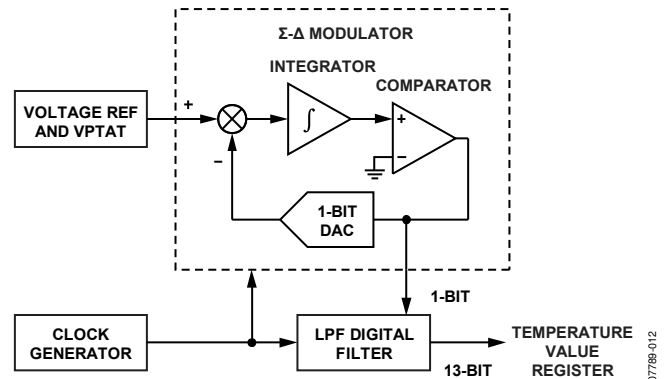 Σ-Δ MODULATOR
INTEGRATOR
COMPARATOR
VOLTAGE REF
AND VPTAT
+
−
∫
+
−
1-BIT
DAC
1-BIT
CLOCK
GENERATOR
LPF DIGITAL
FILTER
13-BIT
TEMPERATURE
VALUE
REGISTER
07789-012